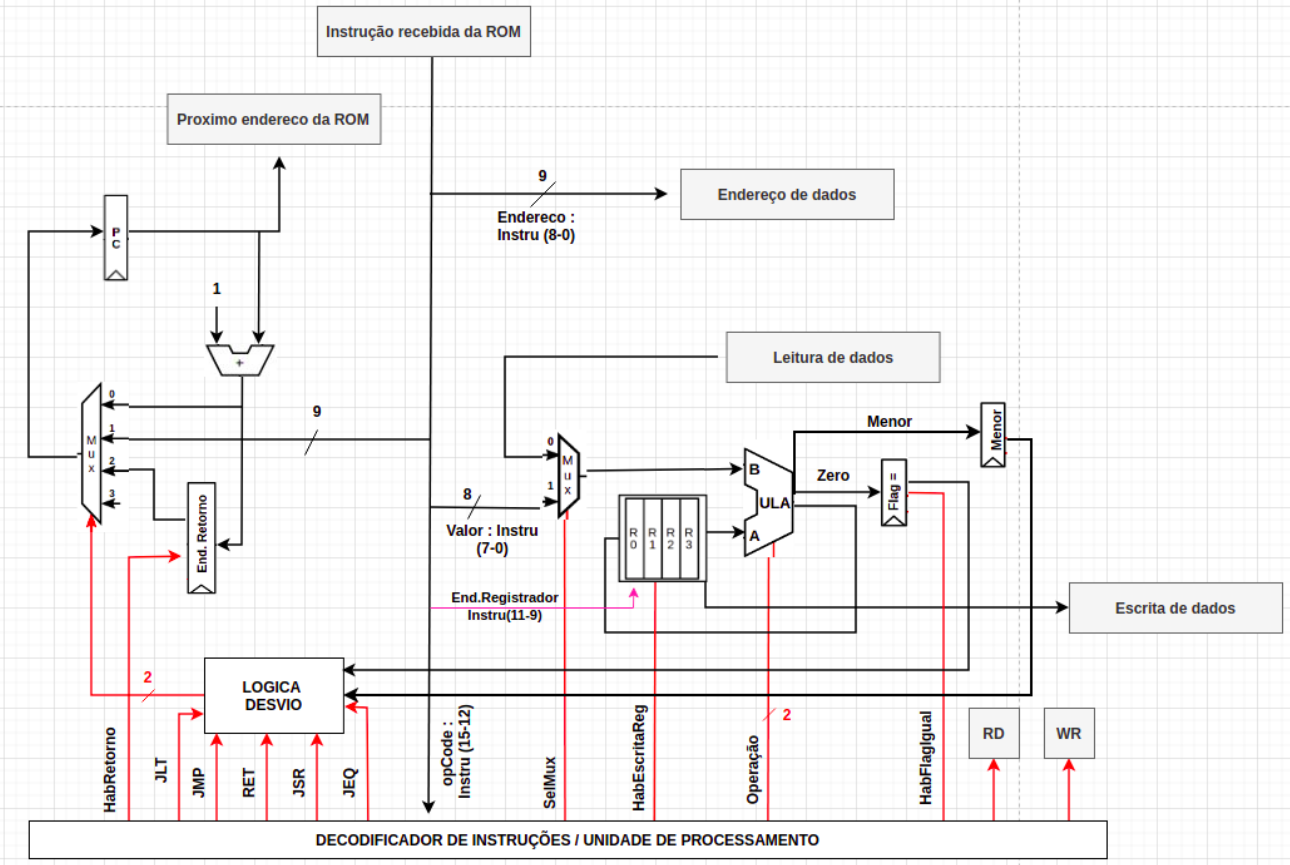 Instrução recebida da ROM
Proximo endereco da ROM
9
Endereço de dados
Endereco :
Instru (8-0)
P
C
1
+
Leitura de dados
0
1
2
3
M
u
x
9
End. Retorno
8
Valor : Instru
(7-0)
0
1
M
u
x
R
0
R
1
R
2
R
3
B
ULA
A
Menor
Menor
Zero
Flag =
End.Registrador
Instru(11-9)
Escrita de dados
2
LOGICA
DESVIO
HabRetorno
JLT
JMP
RET
JSR
JEQ
opCode :
Instru (15-12)
SelMux
HabEscritaReg
Operação
2
HabFlagIgual
RD
WR
DECODIFICADOR DE INSTRUÇÕES / UNIDADE DE PROCESSAMENTO